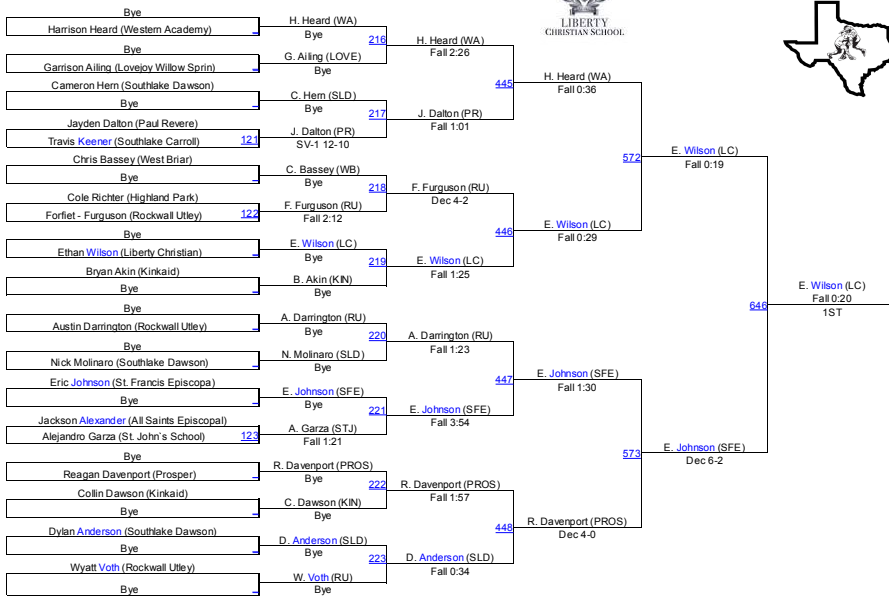 LIBERTY
CHRISTIAN SCHOOL
Bye
Harrison Heard (Western Academy)
Bye
Garrison Ailing (Lovejoy Willow Sprin)
Cameron Hern (Southlake Dawson)
Bye
Jayden Dalton (Paul Revere)
Travis Keener (Southlake Carroll) 121
Chris Bassey (West Briar)
Bye
Cole Richter (Highland Park)
Forfiet - Furguson (Rockwall Utley) 122
Bye
Ethan Wilson (Liberty Christian)
Bryan Akin (Kinkaid)
Bye
Bye
Austin Darrington (Rockwall Utley)
Bye
Nick Molinaro (Southlake Dawson)
Eric Johnson (St. Francis Episcopa)
Bye
Jackson Alexander (All Saints Episcopal)
Alejandro Garza (St. John`s School) 123
Bye
Reagan Davenport (Prosper)
Collin Dawson (Kinkaid)
Bye
Dylan Anderson (Southlake Dawson)
Bye
Wyatt Voth (Rockwall Utley)
Bye
H. Heard (WA)
Bye
216
G. Ailing (LOVE)
Bye
C. Hern (SLD)
Bye
217
J. Dalton (PR)
SV-1 12-10
C. Bassey (WB)
Bye
218
F. Furguson (RU)
Fall 2:12
E. Wilson (LC)
Bye
219
B. Akin (KIN)
Bye
A. Darrington (RU)
Bye
220
N. Molinaro (SLD)
Bye
E. Johnson (SFE)
Bye
221
A. Garza (STJ)
Fall 1:21
R. Davenport (PROS)
Bye
222
C. Dawson (KIN)
Bye
D. Anderson (SLD)
Bye
223
W. Voth (RU)
Bye
H. Heard (WA)
Fall 2:26
445
J. Dalton (PR)
Fall 1:01
F. Furguson (RU)
Dec 4-2
446
E. Wilson (LC)
Fall 1:25
A. Darrington (RU)
Fall 1:23
447
E. Johnson (SFE)
Fall 3:54
R. Davenport (PROS)
Fall 1:57
448
D. Anderson (SLD)
Fall 0:34
H. Heard (WA)
Fall 0:36
572
E. Wilson (LC)
Fall 0:29
E. Johnson (SFE)
Fall 1:30
573
R. Davenport (PROS)
Dec 4-0
E. Wilson (LC)
Fall 0:19
646
E. Johnson (SFE)
Dec 6-2
E. Wilson (LC)
Fall 0:20
1ST